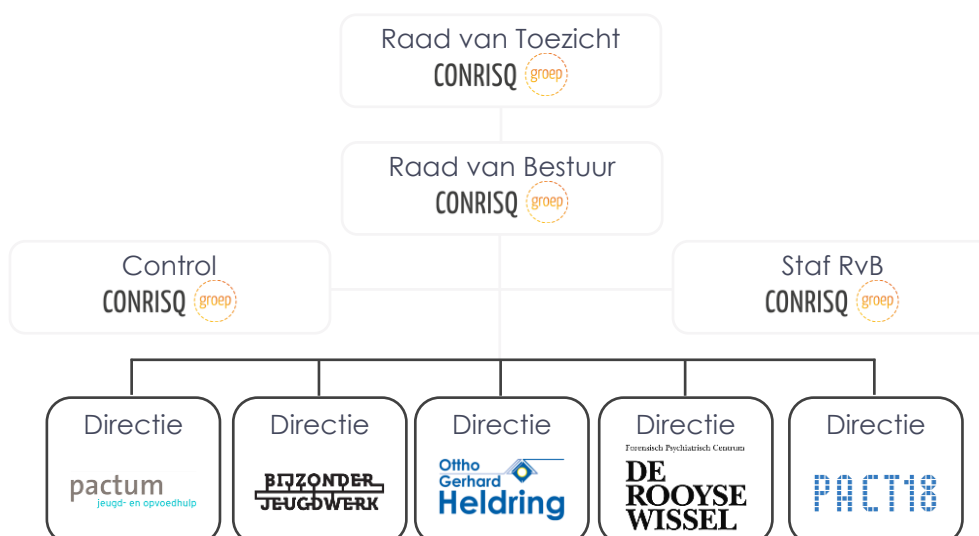 Raad van Toezicht
CONRISQ groep
Raad van Bestuur
CONRISQ groep
Control
CONRISQ groep
Staf RvB
CONRISQ groep
Directie
pactum
jeugd- en opvoedhulp
Directie
BIJZONDER
JEUGDWERK
Directie
Ottho
Gerhard
Heldring
Directie
Forensisch Psychiatrisch Centrum
DE
ROOYSE
WISSEL
Directie
PACT18